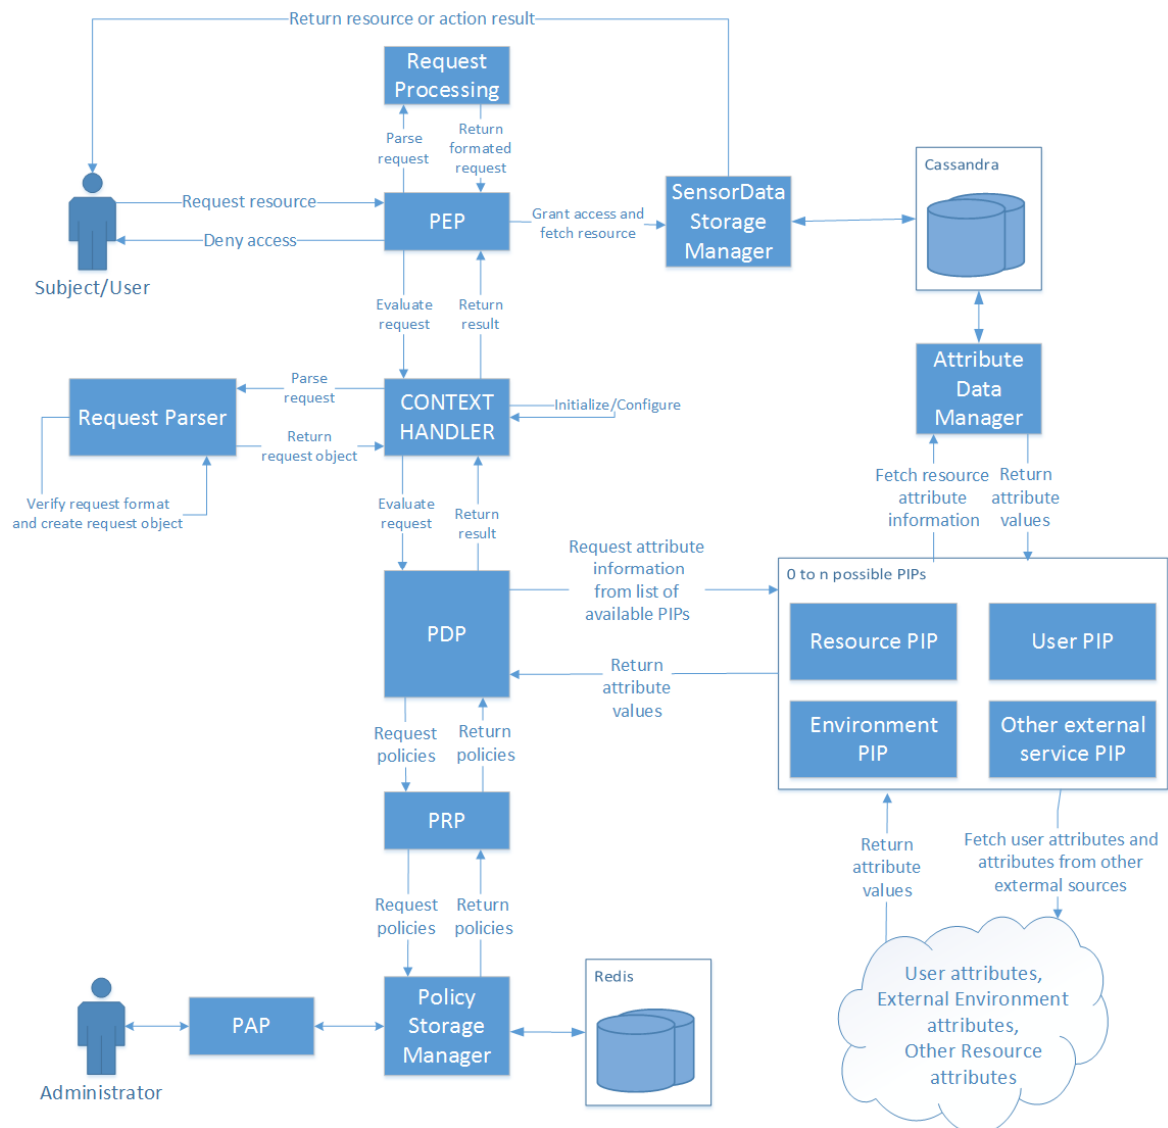 Return resource or action result
Request
Processing
Parse
request
Return
formated
request
Cassandra
Request resource
Deny access
Subject/User
PEP
Grant access and
fetch resource
SensorData
Storage
Manager
Evaluate
request
Return
result
Attribute
Data
Manager
Request Parser
Parse
request
Return
request object
CONTEXT
HANDLER
Initialize/Configure
Verify request format
and create request object
Fetch resource
attribute
information
Return
attribute
values
Evaluate
request
Return
result
Request attribute
information
from list of
available PIPs
0 to n possible PIPs
PDP
Resource PIP
User PIP
Return
attribute
values
Environment
PIP
Other external
service PIP
Request
policies
Return
policies
PRP
Return
attribute
values
Fetch user attributes and
attributes from other
extermal sources
Request
policies
Return
policies
Redis
User attributes,
External Environment
attributes,
Other Resource
attributes
Administrator
PAP
Policy
Storage
Manager